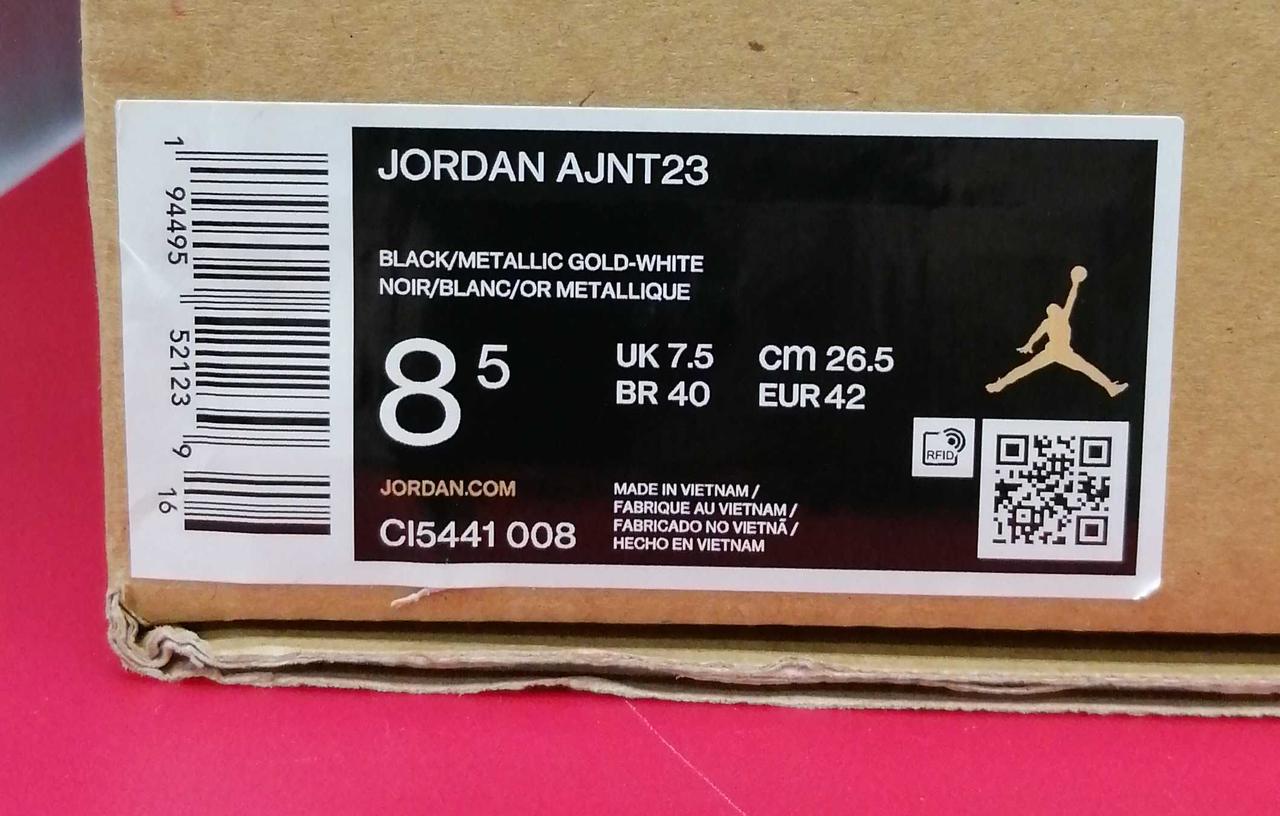 1 94495 52123 9 16
JORDAN AJNT23
BLACK/METALLIC GOLD-WHITE
NOIR/BLANC/OR METALLIQUE
8 5
UK 7.5 cm 26.5
BR 40 EUR 42
RFID
JORDAN.COM
CI5441 008
MADE IN VIETNAM /
FABRIQUE AU VIETNAM /
FABRICADO NO VIETNÃ /
HECHO EN VIETNAM